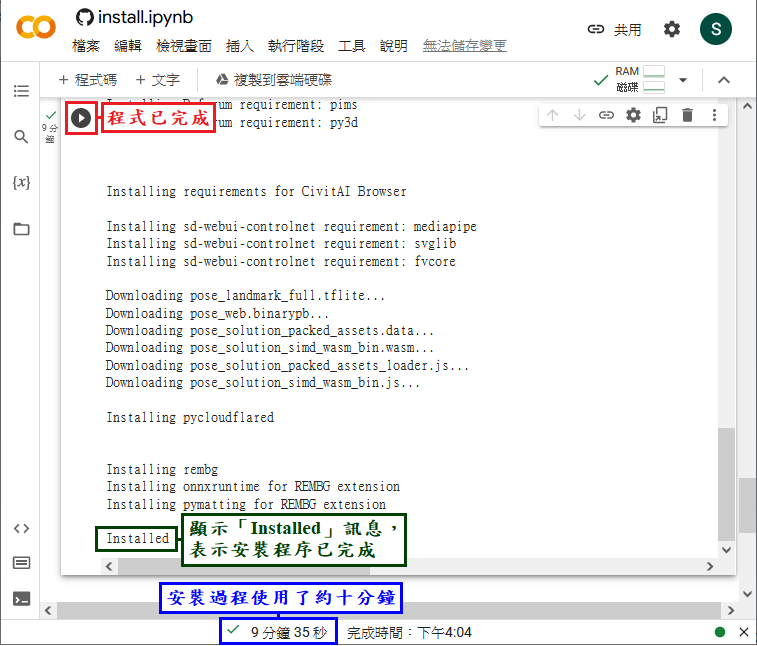 install.ipynb
共用
S
檔案 編輯 檢視畫面 插入 執行階段 工具 說明 無法儲存變更
+ 程式碼 + 文字 複製到雲端硬碟
RAM
磁碟
9 分鐘
Installing Deforum requirement: pims
程式已完成
rum requirement: py3d
{x}
Installing requirements for CivitAI Browser
Installing sd-webui-controlnet requirement: mediapipe
Installing sd-webui-controlnet requirement: svglib
Installing sd-webui-controlnet requirement: fvcore
Downloading pose_landmark_full.tflite...
Downloading pose_web.binarypb...
Downloading pose_solution_packed_assets.data...
Downloading pose_solution_simd_wasm_bin.wasm...
Downloading pose_solution_packed_assets_loader.js...
Downloading pose_solution_simd_wasm_bin.js...
Installing pycloudflared
Installing rembg
Installing onnxruntime for REMBG extension
Installing pymatting for REMBG extension
Installed
顯示「Installed」訊息，
表示安裝程序已完成
安裝過程使用了約十分鐘
9 分鐘 35 秒 完成時間：下午4:04